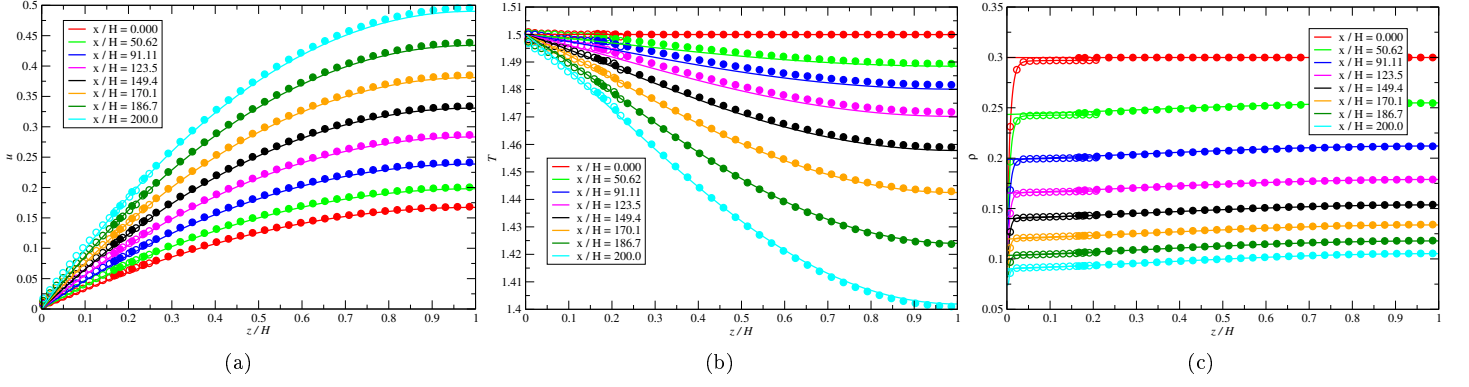 0.5
0.45
0.4
0.35
0.3
0.25
0.2
0.15
0.1
0.05
0
u
x / H = 0.000
x / H = 50.62
x / H = 91.11
x / H = 123.5
x / H = 149.4
x / H = 170.1
x / H = 186.7
x / H = 200.0
0 0.1 0.2 0.3 0.4 0.5 0.6 0.7 0.8 0.9 1
z / H
(a)
1.51
1.5
1.49
1.48
1.47
1.46
1.45
1.44
1.43
1.42
1.41
1.4
T
x / H = 0.000
x / H = 50.62
x / H = 91.11
x / H = 123.5
x / H = 149.4
x / H = 170.1
x / H = 186.7
x / H = 200.0
0 0.1 0.2 0.3 0.4 0.5 0.6 0.7 0.8 0.9 1
z / H
(b)
0.35
0.3
0.25
0.2
0.15
0.1
0.05
ρ
x / H = 0.000
x / H = 50.62
x / H = 91.11
x / H = 123.5
x / H = 149.4
x / H = 170.1
x / H = 186.7
x / H = 200.0
0 0.1 0.2 0.3 0.4 0.5 0.6 0.7 0.8 0.9 1
z / H
(c)